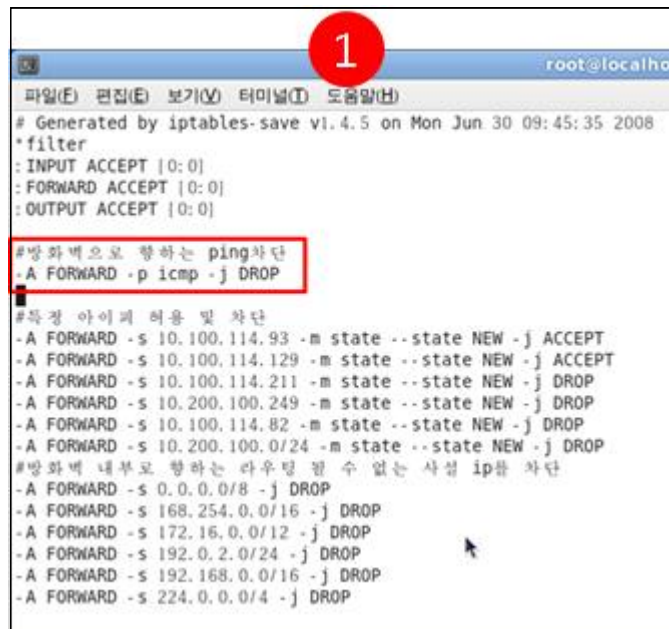 1
root@localho
파일(F) 편집(E) 보기(V) 터미널(T) 도움말(H)
# Generated by iptables-save v1.4.5 on Mon Jun 30 09:45:35 2008
*filter
:INPUT ACCEPT [0:0]
:FORWARD ACCEPT [0:0]
:OUTPUT ACCEPT [0:0]
#방화벽으로 향하는 ping차단
-A FORWARD -p icmp -j DROP
#특정 아이피 허용 및 차단
-A FORWARD -s 10.100.114.93 -m state --state NEW -j ACCEPT
-A FORWARD -s 10.100.114.129 -m state --state NEW -j ACCEPT
-A FORWARD -s 10.100.114.211 -m state --state NEW -j DROP
-A FORWARD -s 10.200.100.249 -m state --state NEW -j DROP
-A FORWARD -s 10.100.114.82 -m state --state NEW -j DROP
-A FORWARD -s 10.200.100.0/24 -m state --state NEW -j DROP
#방화벽 내부로 향하는 라우팅 될 수 없는 사설 ip를 차단
-A FORWARD -s 0.0.0.0/8 -j DROP
-A FORWARD -s 168.254.0.0/16 -j DROP
-A FORWARD -s 172.16.0.0/12 -j DROP
-A FORWARD -s 192.0.2.0/24 -j DROP
-A FORWARD -s 192.168.0.0/16 -j DROP
-A FORWARD -s 224.0.0.0/4 -j DROP